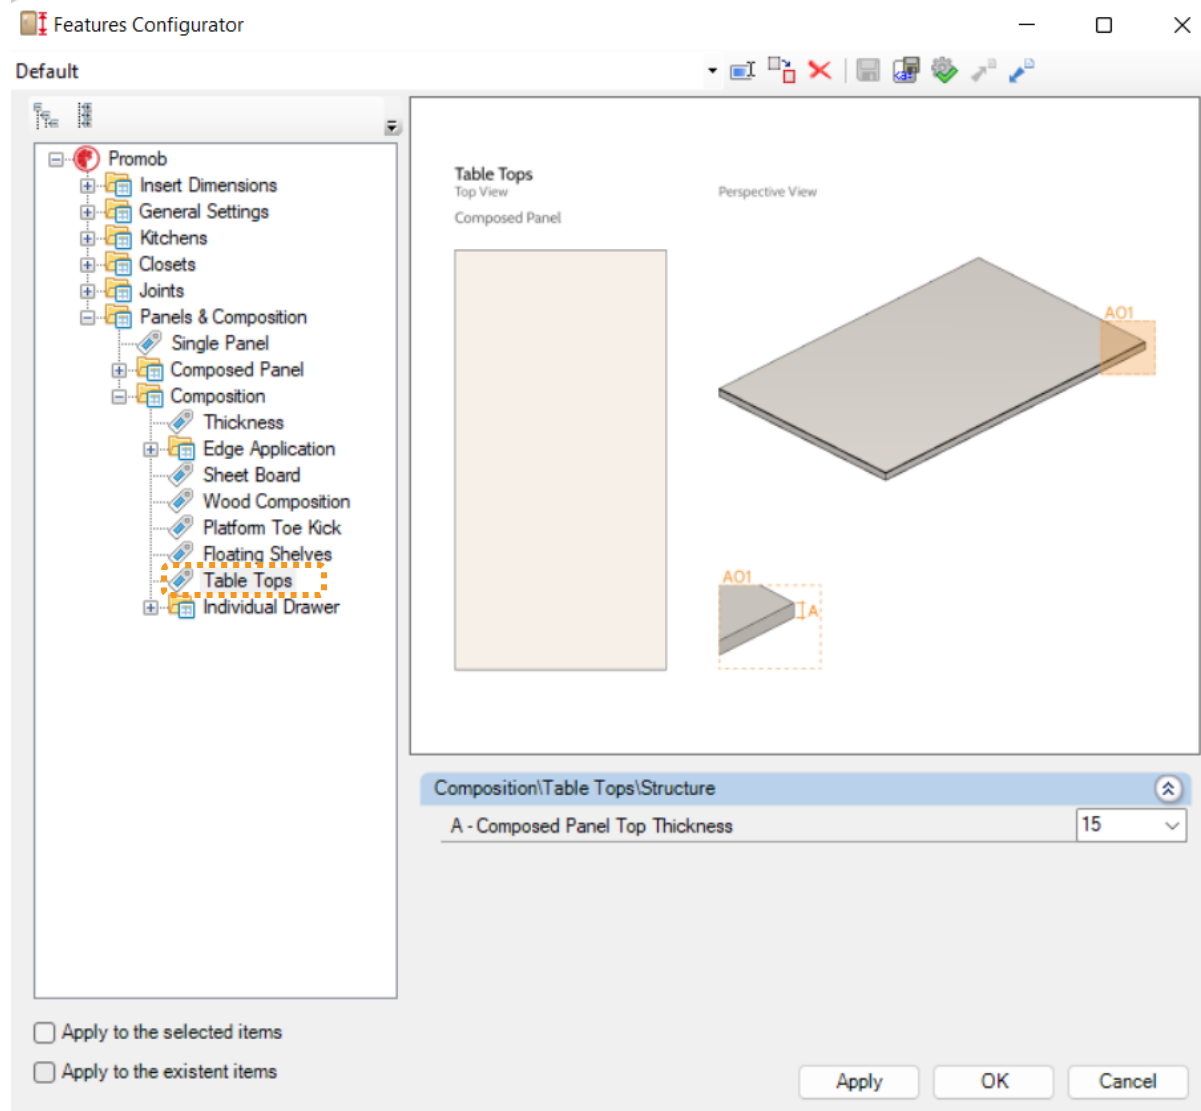 Features Configurator
Default
Promob
Insert Dimensions
General Settings
Kitchens
Closets
Joints
Panels & Composition
Single Panel
Composed Panel
Composition
Thickness
Edge Application
Sheet Board
Wood Composition
Platform Toe Kick
Floating Shelves
Table Tops
Individual Drawer
Table Tops
Top View
Perspective View
Composed Panel
A01
A01
A
Composition\Table Tops\Structure
A - Composed Panel Top Thickness
15
Apply to the selected items
Apply to the existent items
Apply
OK
Cancel